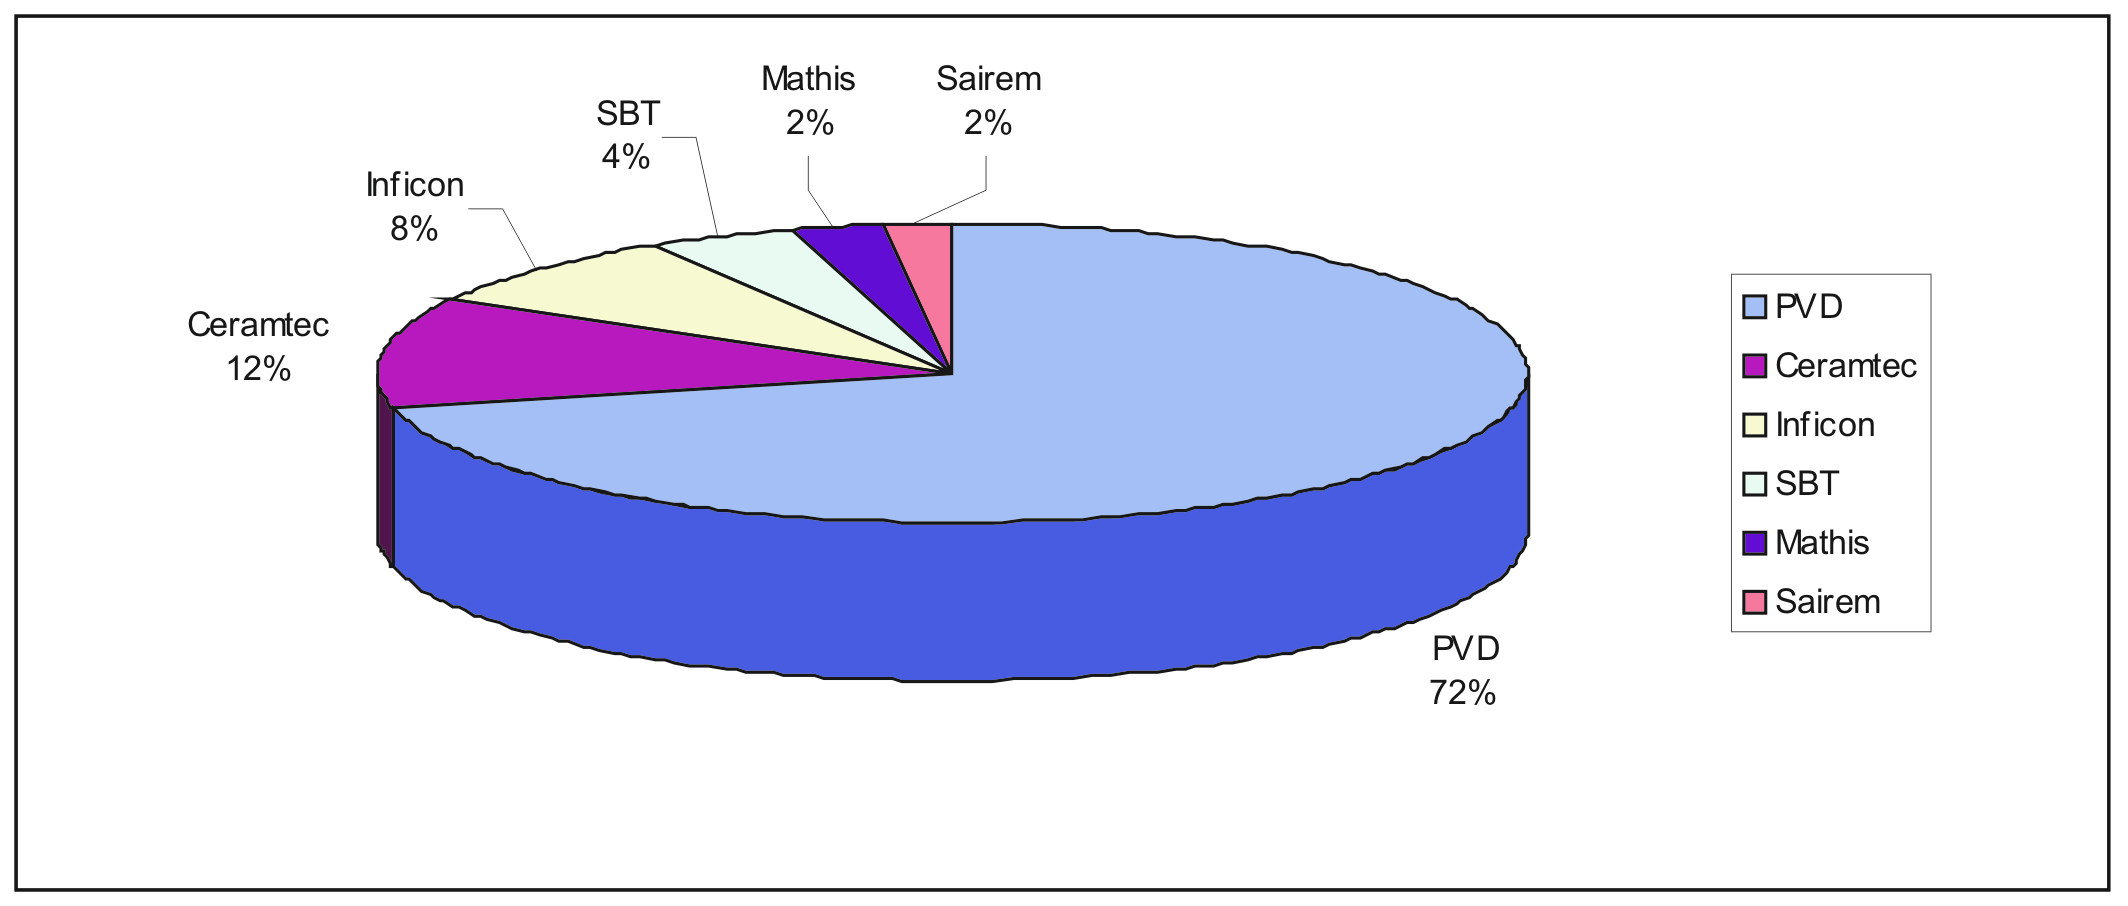 Mathis
2%
Sairem
2%
SBT
4%
Inficon
8%
Ceramtec
12%
PVD
72%
PVD
Ceramtec
Inficon
SBT
Mathis
Sairem